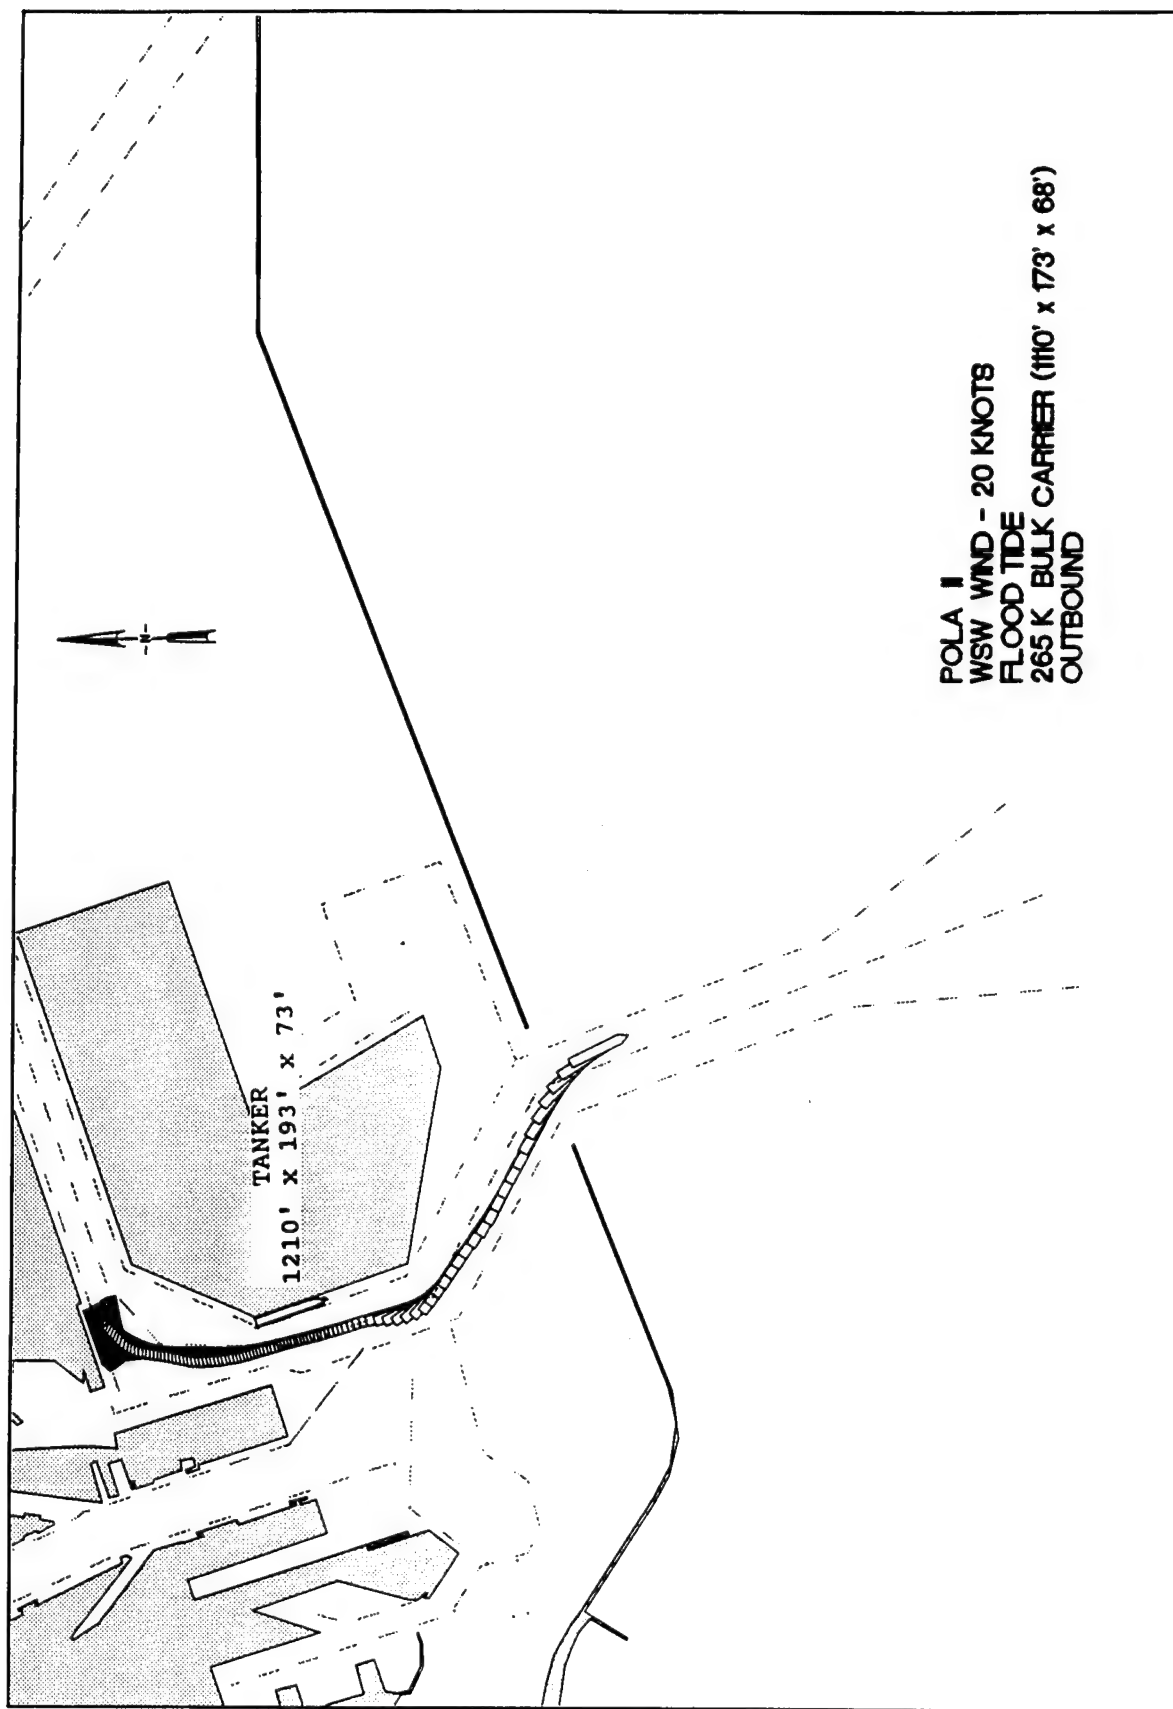 TANKER
1210' x 193' x 73'
N
POLA II
WSW WIND - 20 KNOTS
FLOOD TIDE
265 K BULK CARRIER (1110' x 173' x 68')
OUTBOUND